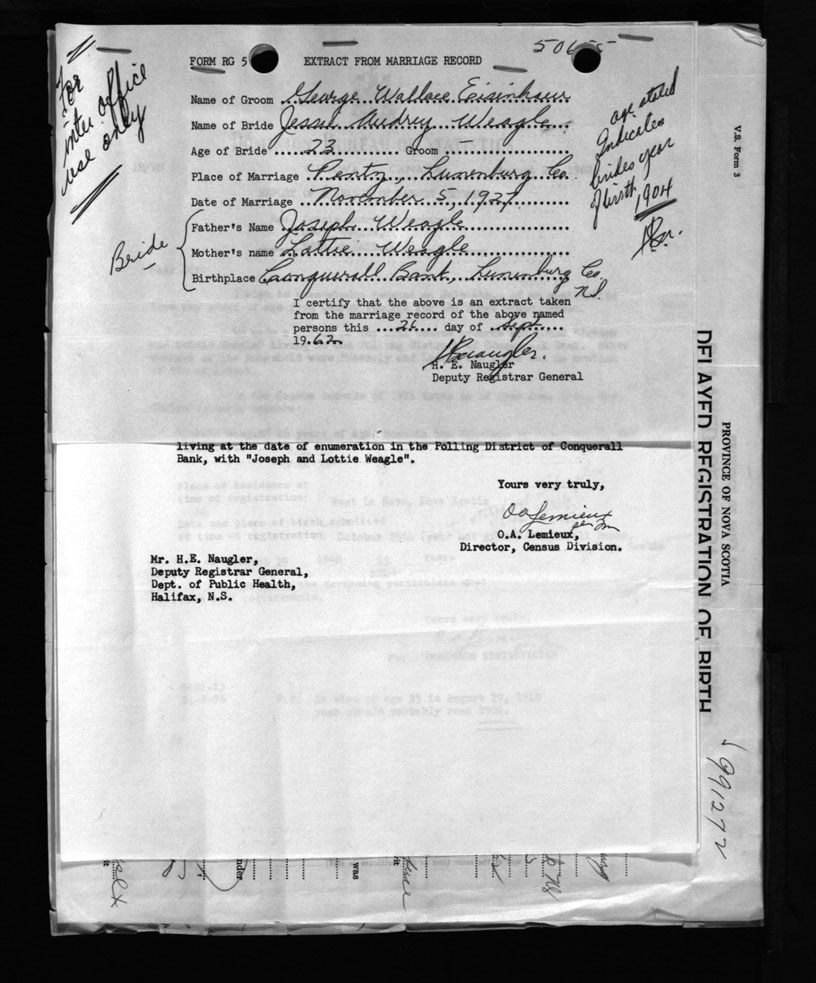 For
inter office
use only
FORM RG 5 EXTRACT FROM MARRIAGE RECORD
Name of Groom George Wallace Eisenhaur
Name of Bride Jessie Audrey Weagle
Age of Bride 23 Groom -
Place of Marriage , Lunenburg Co.
Date of Marriage November 5, 1927
Bride
Father's Name Joseph Weagle
Mother's name Lottie Weagle
Birthplace Conquerall Bank, Lunenburg Co.
N.S.
age stated
Indicates
brides year
of birth 1904
I certify that the above is an extract taken
from the marriage record of the above named
persons this 26 day of Sept.
1962
H. E. Naugler
Deputy Registrar General
living at the date of enumeration in the Polling District of Conquerall
Bank, with "Joseph and Lottie Weagle".
Yours very truly,
O A Lemieux
O.A. Lemieux,
Director, Census Division.
Mr. H.E. Naugler,
Deputy Registrar General,
Dept. of Public Health,
Halifax, N.S.
V.S. Form 3
PROVINCE OF NOVA SCOTIA
DELAYED REGISTRATION OF BIRTH
991272
was